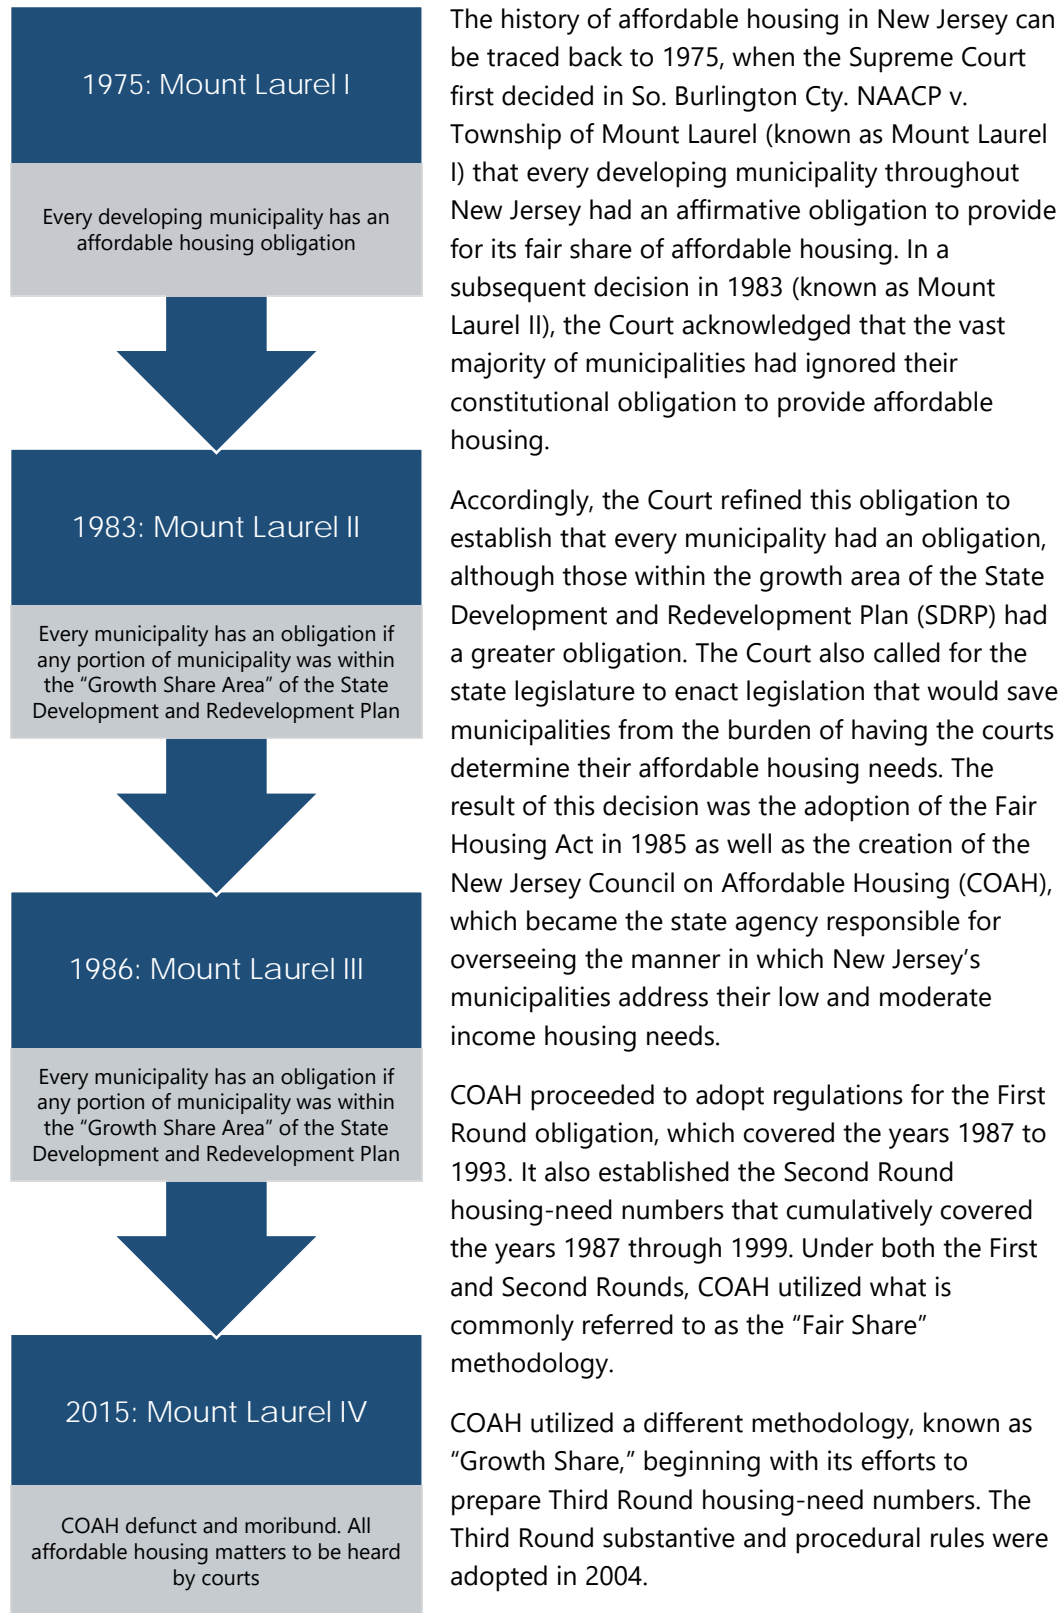 1975: Mount Laurel I
Every developing municipality has an
affordable housing obligation
1983: Mount Laurel II
Every municipality has an obligation if
any portion of municipality was within
the “Growth Share Area” of the State
Development and Redevelopment Plan
1986: Mount Laurel III
Every municipality has an obligation if
any portion of municipality was within
the “Growth Share Area” of the State
Development and Redevelopment Plan
2015: Mount Laurel IV
COAH defunct and moribund. All
affordable housing matters to be heard
by courts
The history of affordable housing in New Jersey can
be traced back to 1975, when the Supreme Court
first decided in So. Burlington Cty. NAACP v.
Township of Mount Laurel (known as Mount Laurel
I) that every developing municipality throughout
New Jersey had an affirmative obligation to provide
for its fair share of affordable housing. In a
subsequent decision in 1983 (known as Mount
Laurel II), the Court acknowledged that the vast
majority of municipalities had ignored their
constitutional obligation to provide affordable
housing.
Accordingly, the Court refined this obligation to
establish that every municipality had an obligation,
although those within the growth area of the State
Development and Redevelopment Plan (SDRP) had
a greater obligation. The Court also called for the
state legislature to enact legislation that would save
municipalities from the burden of having the courts
determine their affordable housing needs. The
result of this decision was the adoption of the Fair
Housing Act in 1985 as well as the creation of the
New Jersey Council on Affordable Housing (COAH),
which became the state agency responsible for
overseeing the manner in which New Jersey’s
municipalities address their low and moderate
income housing needs.
COAH proceeded to adopt regulations for the First
Round obligation, which covered the years 1987 to
1993. It also established the Second Round
housing-need numbers that cumulatively covered
the years 1987 through 1999. Under both the First
and Second Rounds, COAH utilized what is
commonly referred to as the “Fair Share”
methodology.
COAH utilized a different methodology, known as
“Growth Share,” beginning with its efforts to
prepare Third Round housing-need numbers. The
Third Round substantive and procedural rules were
adopted in 2004.